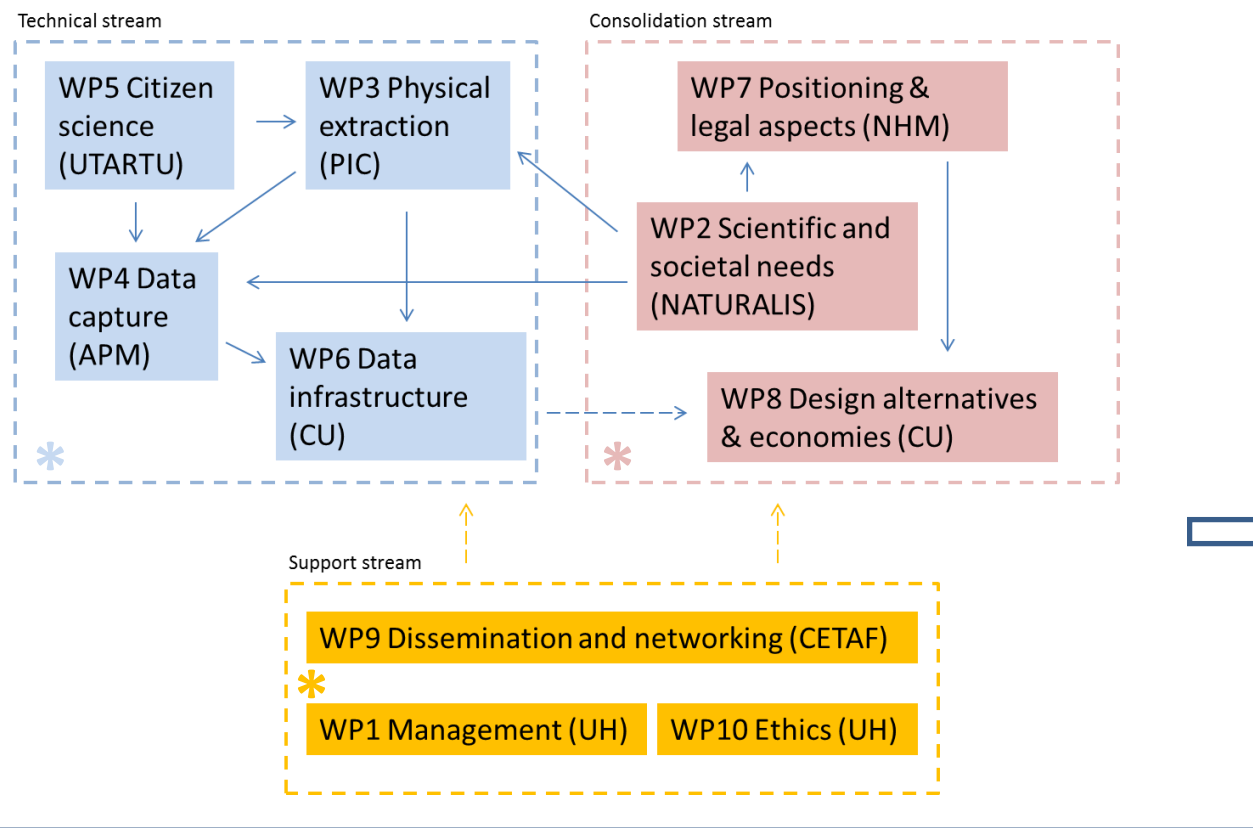 Technical stream
WP5 Citizen
science
(UTARTU)
WP3 Physical
extraction
(PIC)
WP4 Data
capture
(APM)
WP6 Data
infrastructure
(CU)
*
Consolidation stream
WP7 Positioning &
legal aspects (NHM)
WP2 Scientific and
societal needs
(NATURALIS)
WP8 Design alternatives
& economies (CU)
*
Support stream
WP9 Dissemination and networking (CETAF)
*
WP1 Management (UH)
WP10 Ethics (UH)